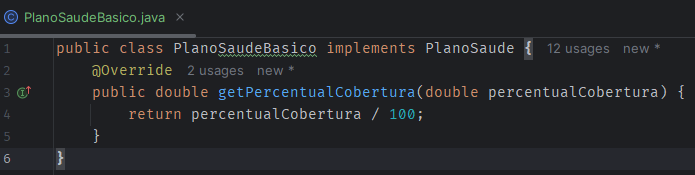 PlanoSaudeBasico.java ×
1 public class PlanoSaudeBasico implements PlanoSaude { 12 usages new *
2 @Override 2 usages new *
3 public double getPercentualCobertura(double percentualCobertura) {
4 return percentualCobertura / 100;
5 }
6 }